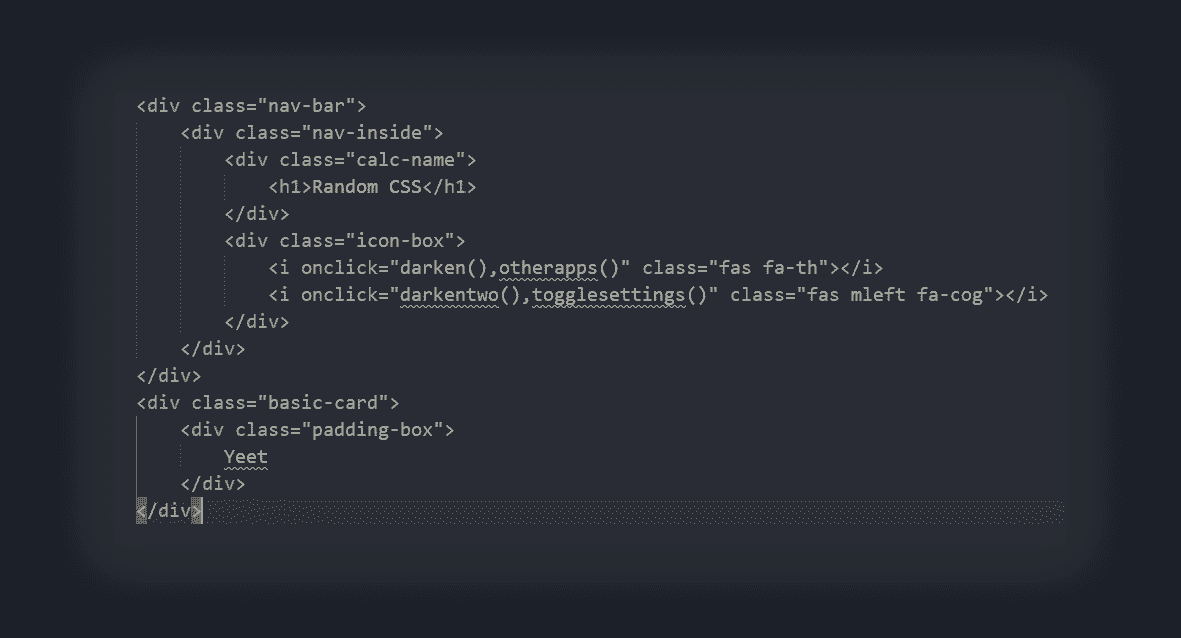 <div class="nav-bar">
    <div class="nav-inside">
        <div class="calc-name">
            <h1>Random CSS</h1>
        </div>
        <div class="icon-box">
            <i onclick="darken(),otherapps()" class="fas fa-th"></i>
            <i onclick="darkentwo(),togglesettings()" class="fas mleft fa-cog"></i>
        </div>
    </div>
</div>
<div class="basic-card">
    <div class="padding-box">
        Yeet
    </div>
</div>